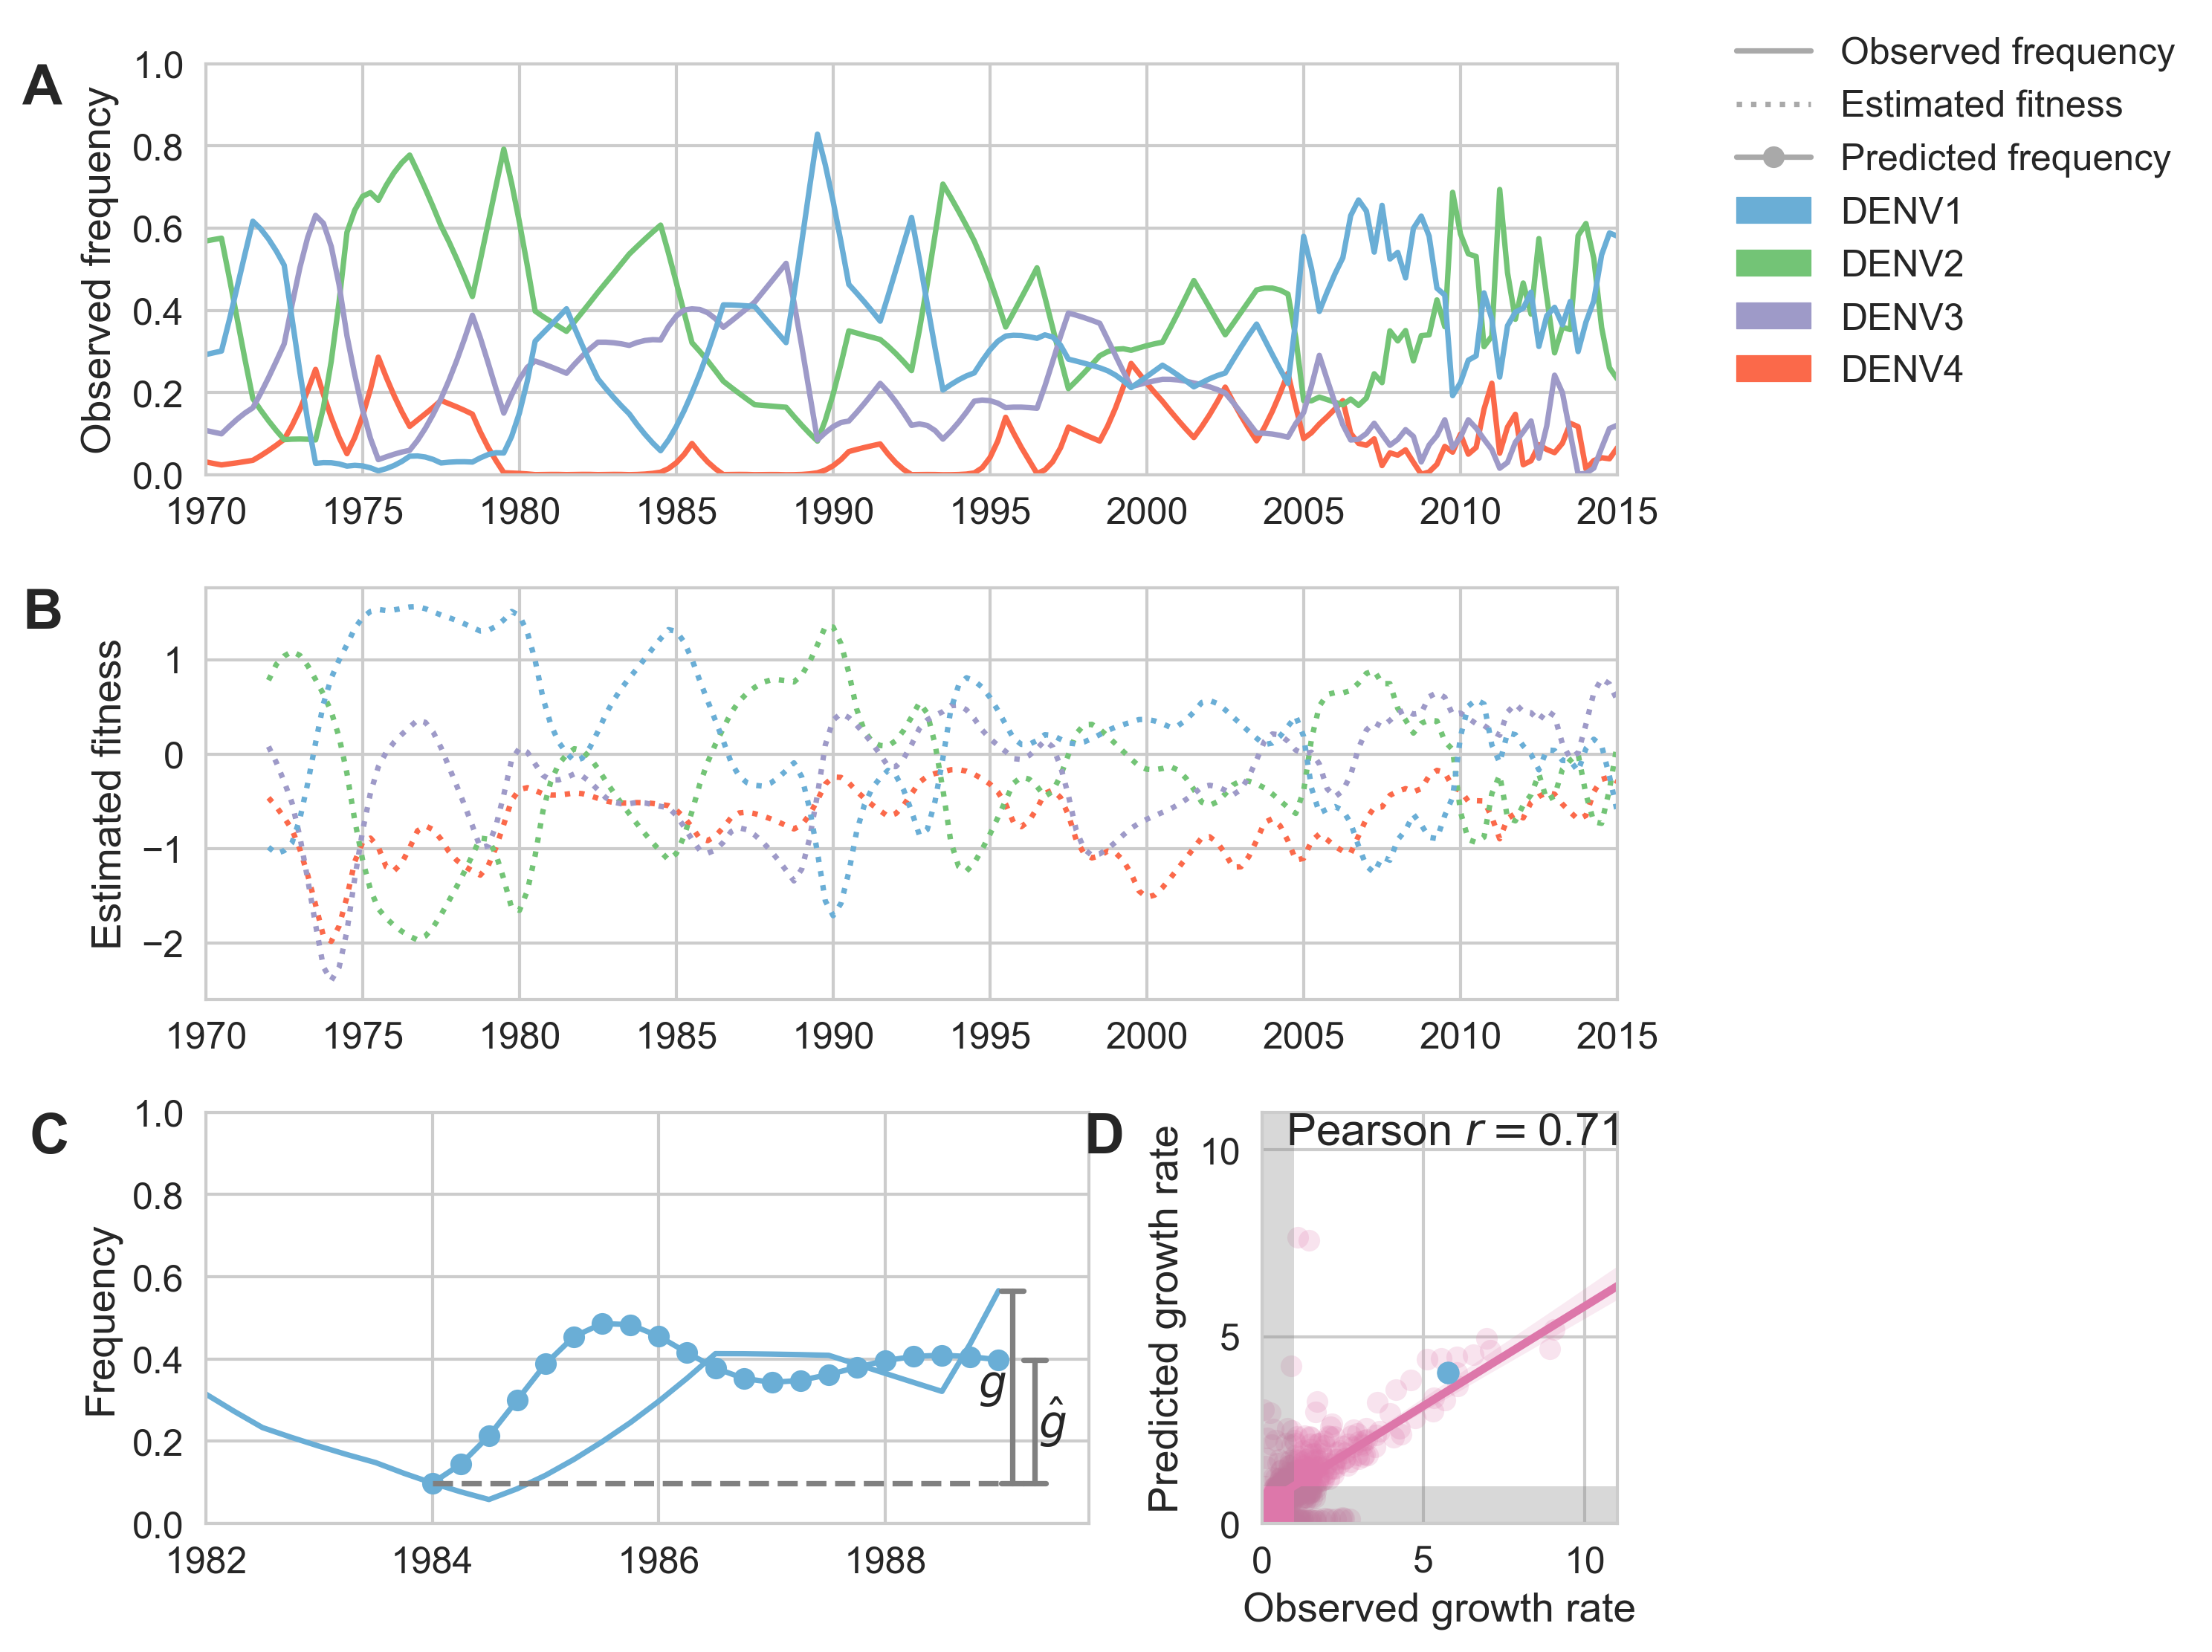 A
Observed frequency
1.0
0.8
0.6
0.4
0.2
0.0
1970 1975 1980 1985 1990 1995 2000 2005 2010 2015
Observed frequency
Estimated fitness
Predicted frequency
DENV1
DENV2
DENV3
DENV4
B
Estimated fitness
1
0
−1
−2
1970 1975 1980 1985 1990 1995 2000 2005 2010 2015
C
Frequency
1.0
0.8
0.6
0.4
0.2
0.0
1982 1984 1986 1988
g
ĝ
D
Pearson r = 0.71
Predicted growth rate
10
5
0
0 5 10
Observed growth rate